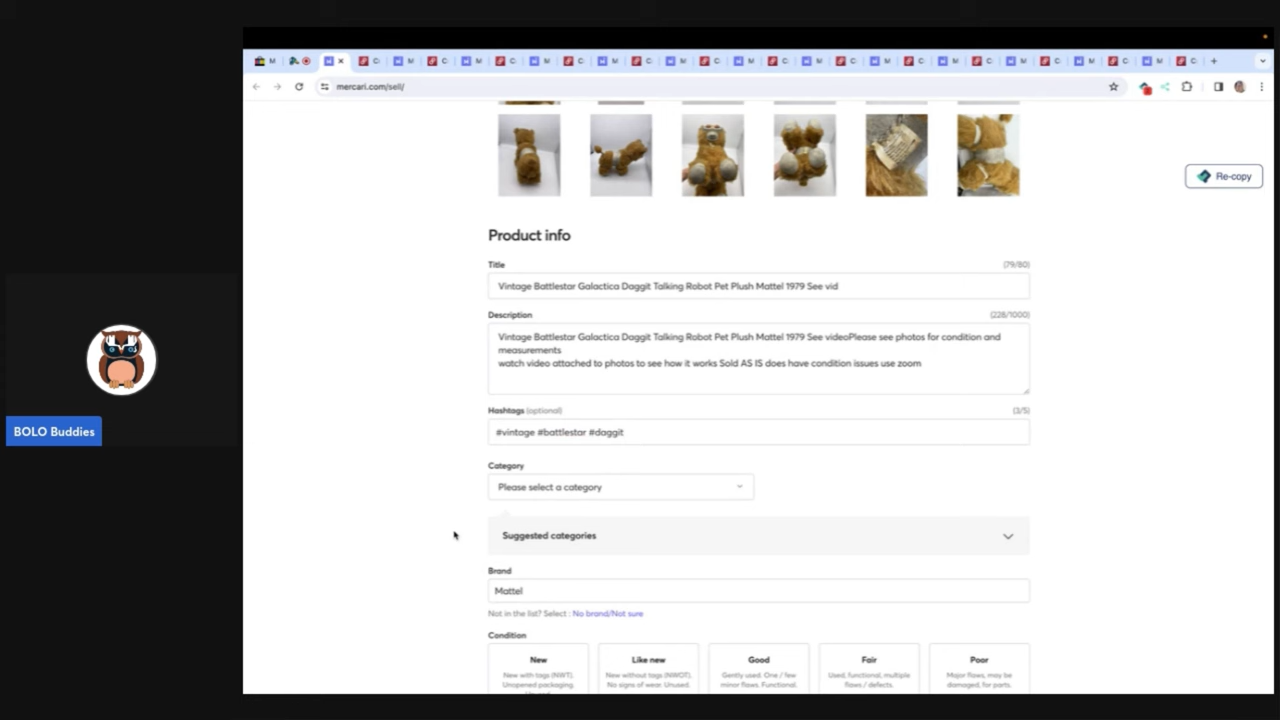 mercari.com/sell/
Re-copy
Product info
Title
(79/80)
Vintage Battlestar Galactica Daggit Talking Robot Pet Plush Mattel 1979 See vid
Description
(228/1000)
Vintage Battlestar Galactica Daggit Talking Robot Pet Plush Mattel 1979 See videoPlease see photos for condition and
measurements
watch video attached to photos to see how it works Sold AS IS does have condition issues use zoom
Hashtags (optional)
(3/5)
#vintage #battlestar #daggit
Category
Please select a category
Suggested categories
Brand
Mattel
Not in the list? Select : No brand/Not sure
Condition
New
Like new
Good
Fair
Poor
New with tags (NWT).
New without tags (NWOT).
Gently used. One / few
Used, functional, multiple
Major flaws, may be
Unopened packaging.
No signs of wear. Unused.
minor flaws. Functional.
flaws / defects.
damaged, for parts.
BOLO Buddies